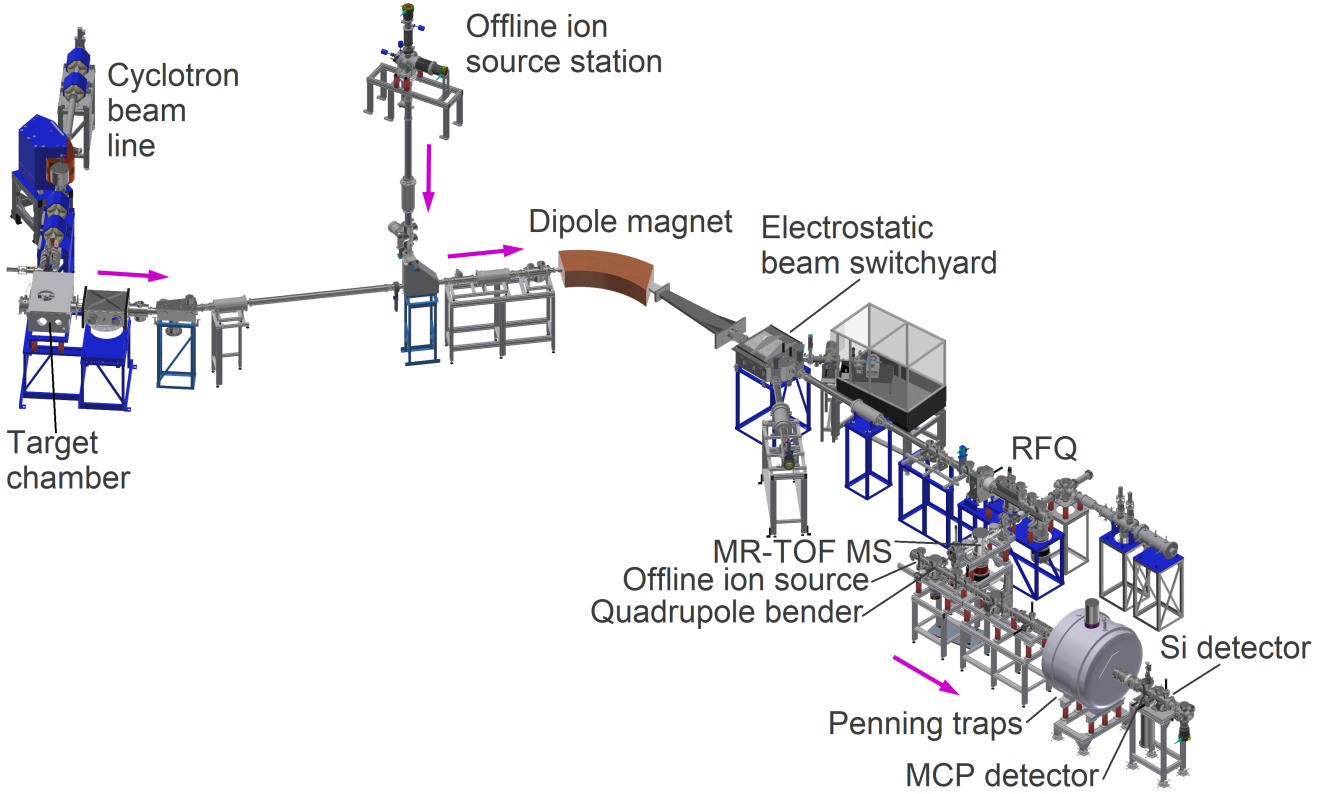 Offline ion
source station
Cyclotron
beam
line
Dipole magnet
Electrostatic
beam switchyard
Target
chamber
RFQ
MR-TOF MS
Offline ion source
Quadrupole bender
Si detector
Penning traps
MCP detector